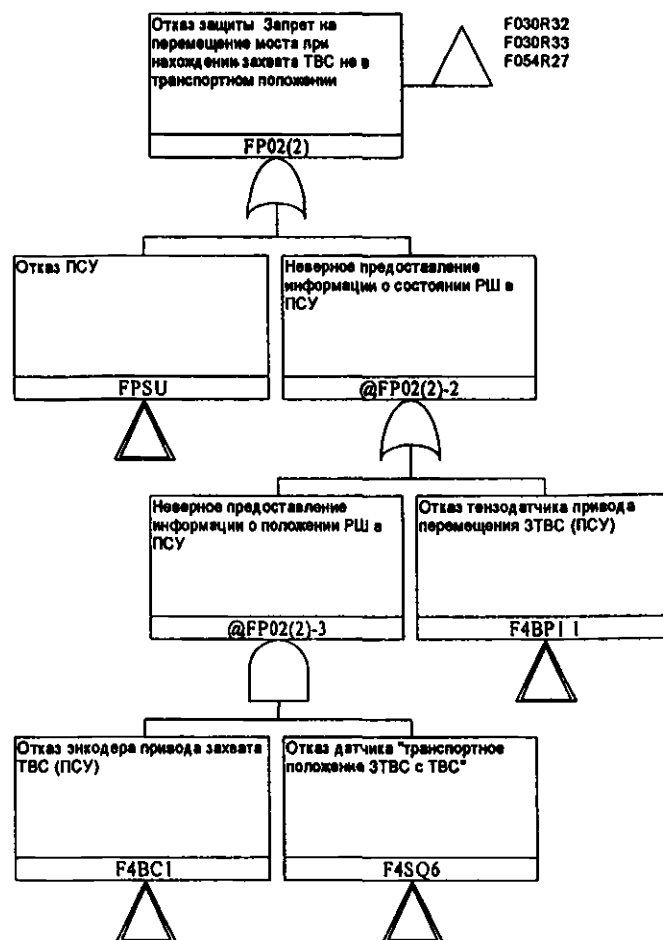 Отказ защиты Запрет на
перемещение моста при
нахождении захвата ТВС не в
транспортном положении
FP02(2)
F030R32
F030R33
F054R27
Отказ ПСУ
FPSU
Неверное предоставление
информации о состоянии РШ в
ПСУ
@FP02(2)-2
Неверное предоставление
информации о положении РШ в
ПСУ
@FP02(2)-3
Отказ тензодатчика привода
перемещения ЗТВС (ПСУ)
F4BP1 1
Отказ энкодера привода захвата
ТВС (ПСУ)
F4BC1
Отказ датчика "транспортное
положение ЗТВС с ТВС"
F4SQ6